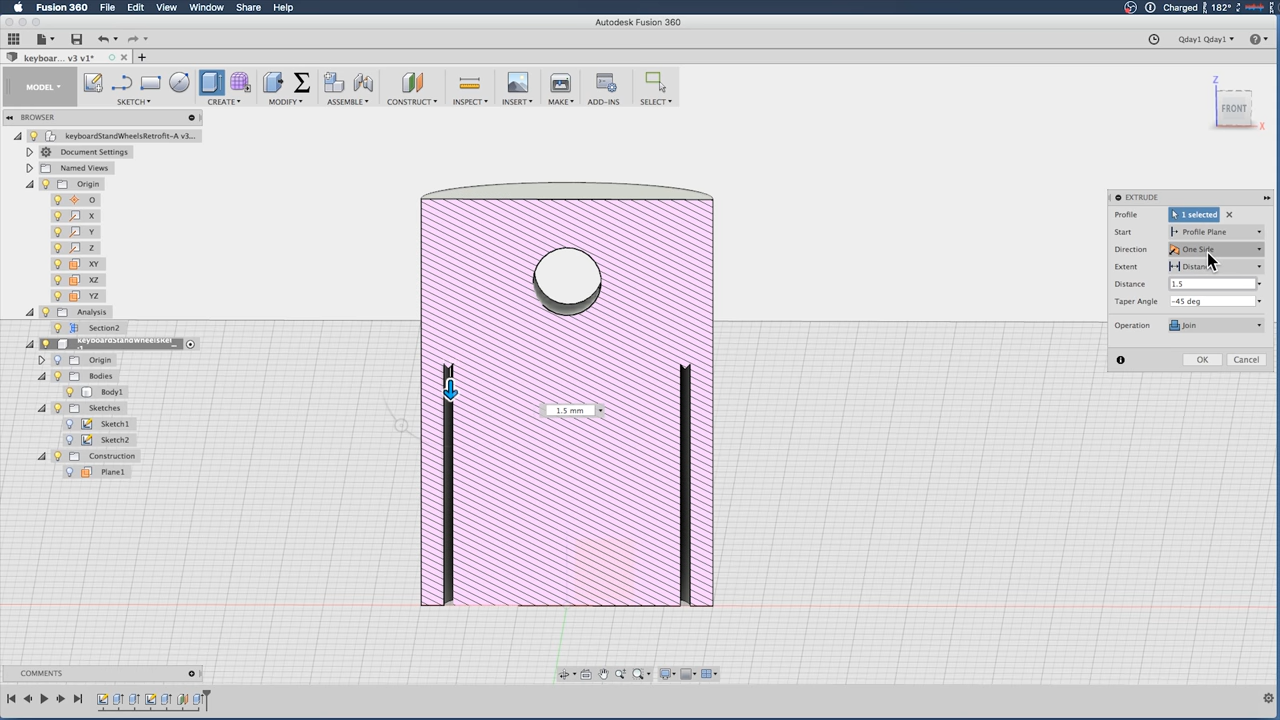 Fusion 360 File Edit View Window Share Help Charged 182°
Autodesk Fusion 360
Qday1 Qday1
keyboar... v3 v1*
MODEL
SKETCH CREATE MODIFY ASSEMBLE CONSTRUCT INSPECT INSERT MAKE ADD-INS SELECT
Z
FRONT
X
BROWSER
keyboardStandWheelsRetrofit-A v3...
Document Settings
Named Views
Origin
O
X
Y
Z
XY
XZ
YZ
Analysis
Section2
keyboardStandWheelsRet
Origin
Bodies
Body1
Sketches
Sketch1
Sketch2
Construction
Plane1
EXTRUDE
Profile 1 selected
Start Profile Plane
Direction One Side
Extent Distance
Distance 1.5
Taper Angle -45 deg
Operation Join
OK Cancel
1.5 mm
COMMENTS